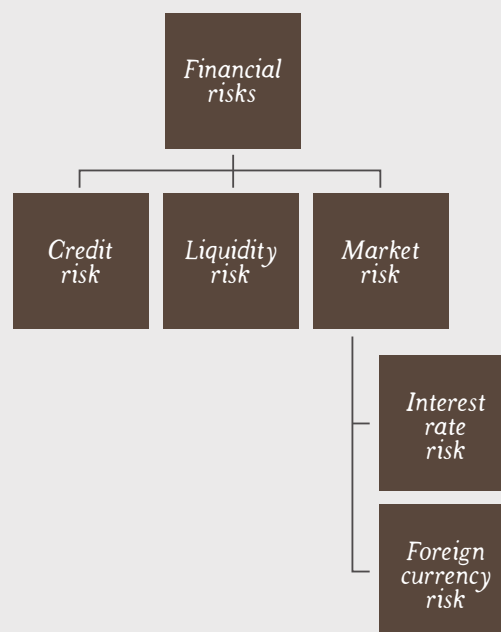 Financial
risks
Credit
risk
Liquidity
risk
Market
risk
Interest
rate
risk
Foreign
currency
risk